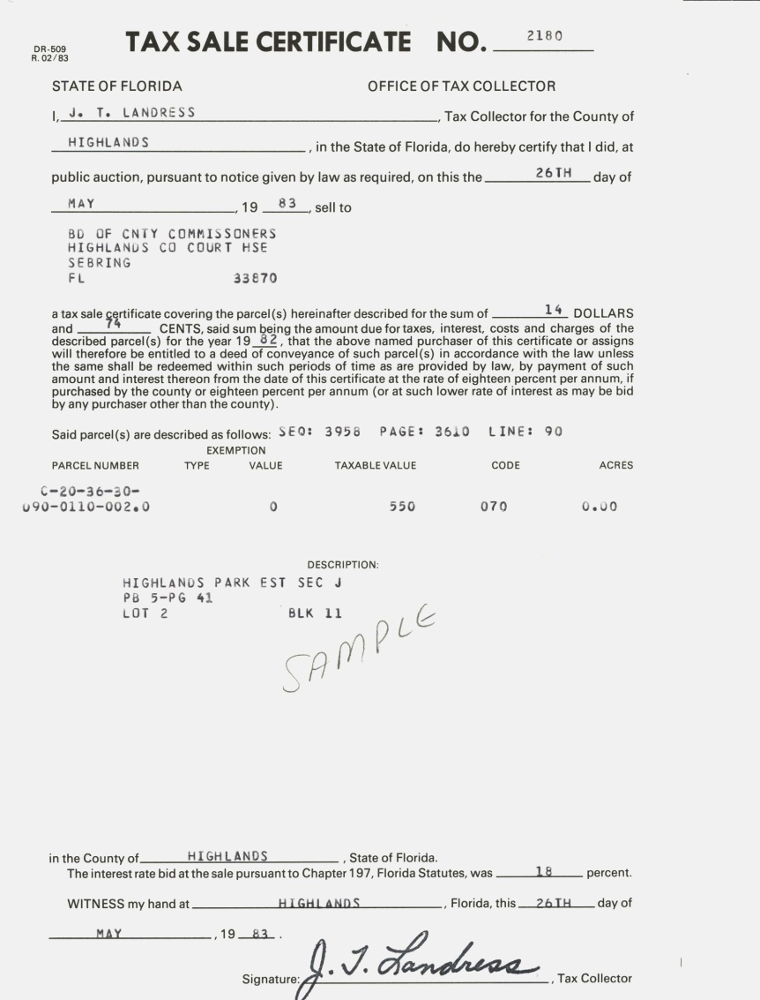 TAX SALE CERTIFICATE NO. 2180
DR-509
R. 02/83
STATE OF FLORIDA OFFICE OF TAX COLLECTOR
I, J. T. LANDRESS, Tax Collector for the County of
HIGHLANDS, in the State of Florida, do hereby certify that I did, at
public auction, pursuant to notice given by law as required, on this the 26TH day of
MAY, 19 83, sell to
BD OF CNTY COMMISSONERS
HIGHLANDS CO COURT HSE
SEBRING
FL 33870
a tax sale certificate covering the parcel(s) hereinafter described for the sum of 14 DOLLARS
and 74 CENTS, said sum being the amount due for taxes, interest, costs and charges of the
described parcel(s) for the year 19 82, that the above named purchaser of this certificate or assigns
will therefore be entitled to a deed of conveyance of such parcel(s) in accordance with the law unless
the same shall be redeemed within such periods of time as are provided by law, by payment of such
amount and interest thereon from the date of this certificate at the rate of eighteen percent per annum, if
purchased by the county or eighteen percent per annum (or at such lower rate of interest as may be bid
by any purchaser other than the county).
Said parcel(s) are described as follows: SEQ: 3958 PAGE: 3610 LINE: 90
EXEMPTION
PARCEL NUMBER TYPE VALUE TAXABLE VALUE CODE ACRES
C-20-36-30-
090-0110-002.0 0 550 070 0.00
DESCRIPTION:
HIGHLANDS PARK EST SEC J
PB 5-PG 41
LOT 2 BLK 11
SAMPLE
in the County of HIGHLANDS, State of Florida.
The interest rate bid at the sale pursuant to Chapter 197, Florida Statutes, was 18 percent.
WITNESS my hand at HIGHLANDS, Florida, this 26TH day of
MAY, 19 83.
Signature: J. T. Landress, Tax Collector